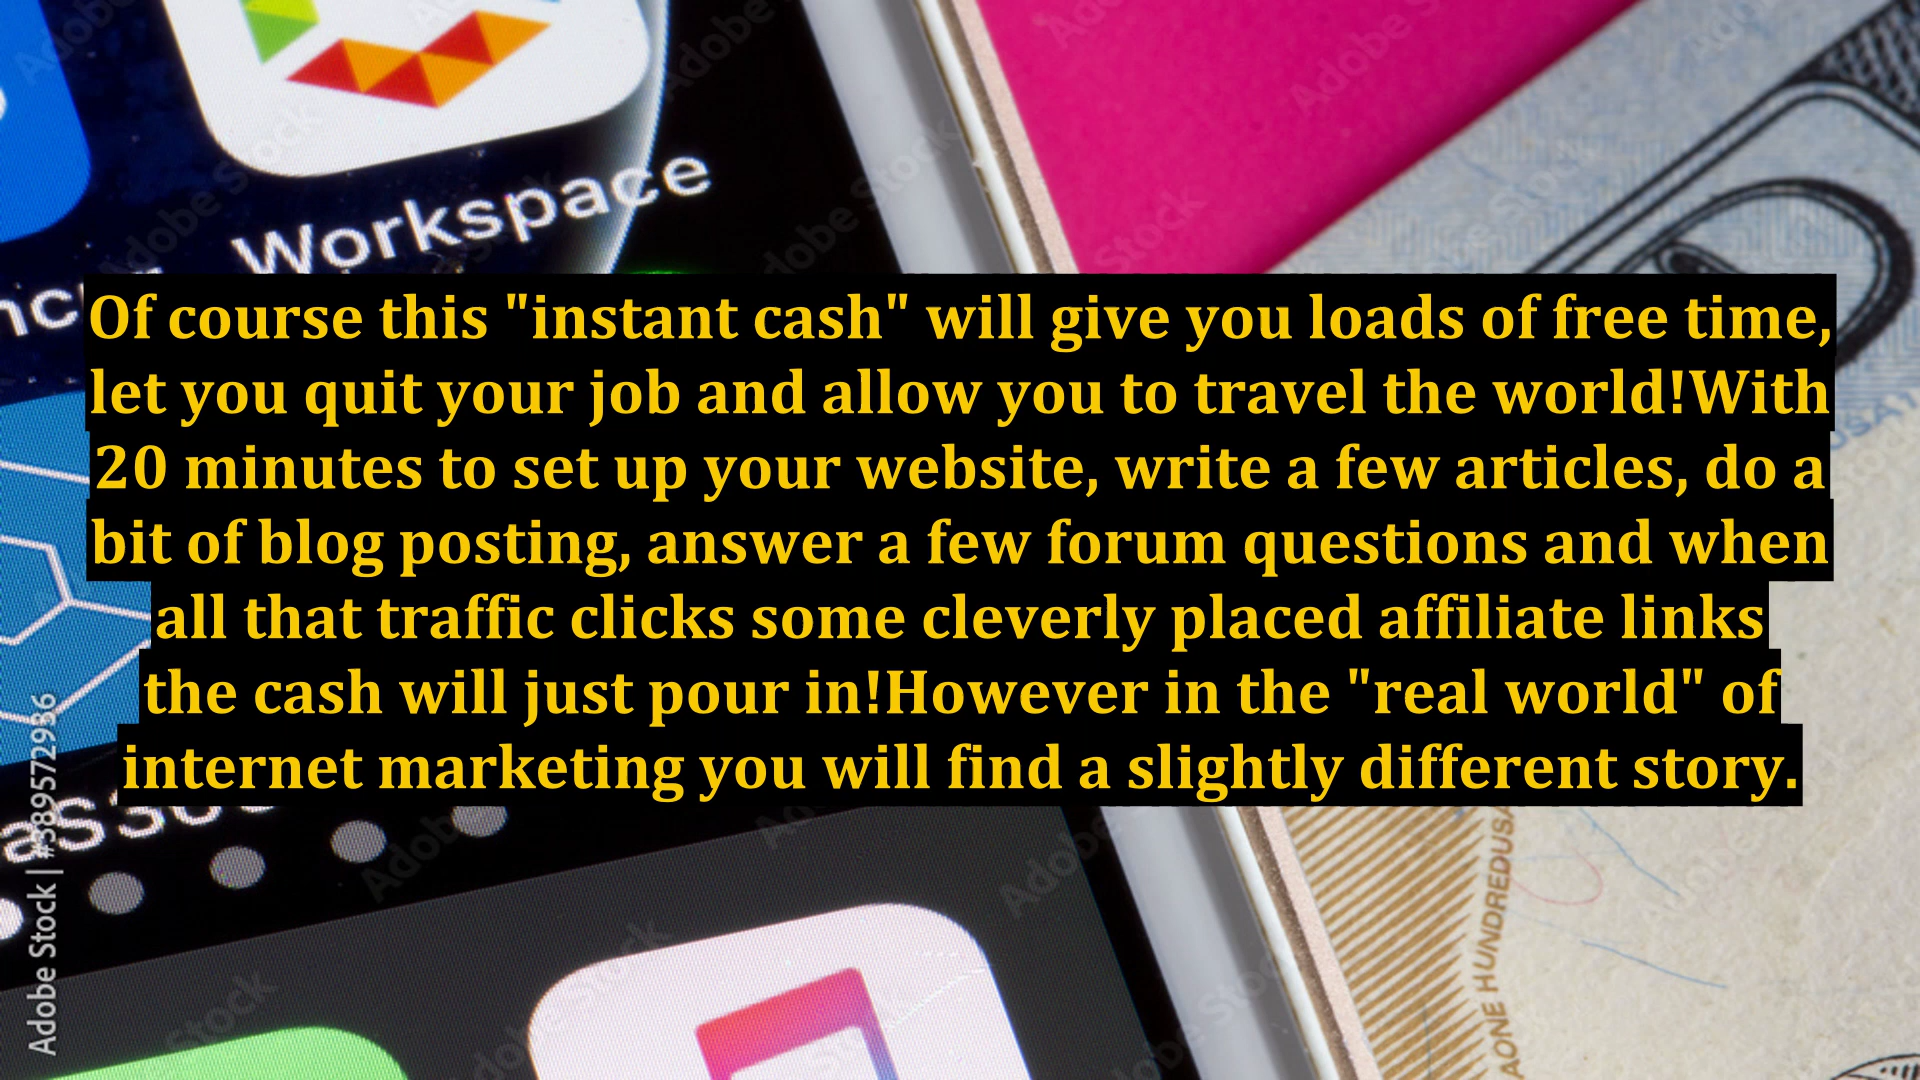 Workspace
Of course this "instant cash" will give you loads of free time,
let you quit your job and allow you to travel the world!With
20 minutes to set up your website, write a few articles, do a
bit of blog posting, answer a few forum questions and when
all that traffic clicks some cleverly placed affiliate links
the cash will just pour in!However in the "real world" of
internet marketing you will find a slightly different story.
Adobe Stock | #389572936
Adobe Stock